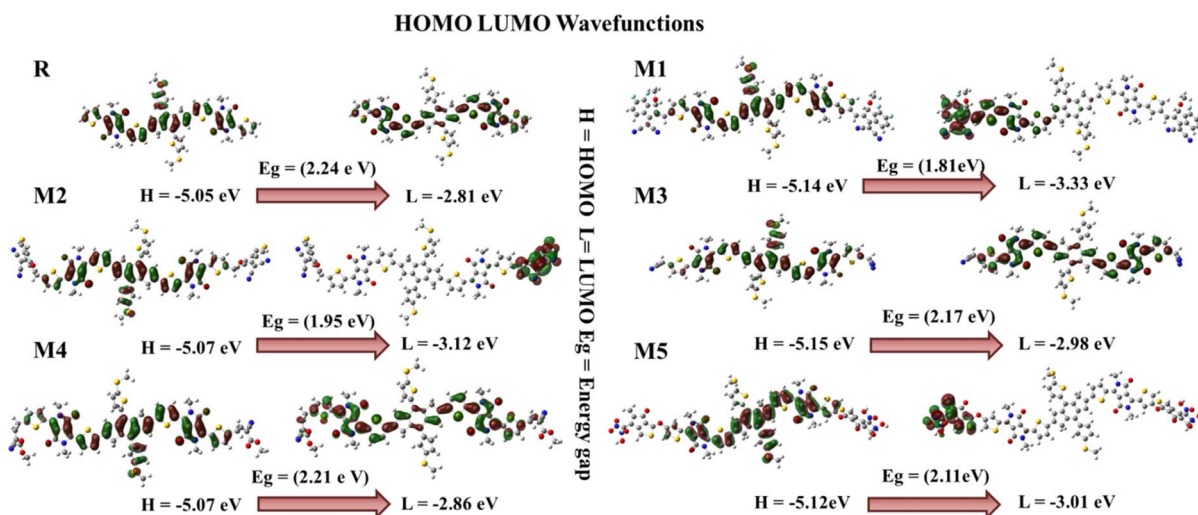 HOMO LUMO Wavefunctions
R
Eg = (2.24 e V)
H = -5.05 eV
L = -2.81 eV
M1
Eg = (1.81eV)
H = -5.14 eV
L = -3.33 eV
M2
Eg = (1.95 eV)
H = -5.07 eV
L = -3.12 eV
M3
Eg = (2.17 eV)
H = -5.15 eV
L = -2.98 eV
M4
Eg = (2.21 e V)
H = -5.07 eV
L = -2.86 eV
M5
Eg = (2.11eV)
H = -5.12eV
L = -3.01 eV
H = HOMO L= LUMO Eg = Energy gap